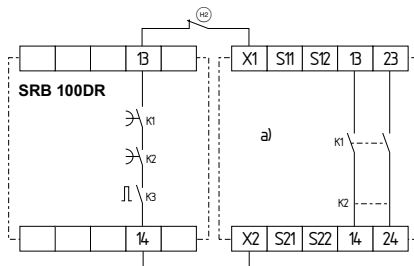 H2
13
X1 S11 S12 13 23
SRB 100DR
K1
K2
K3
a)
K1
K2
14
X2 S21 S22 14 24